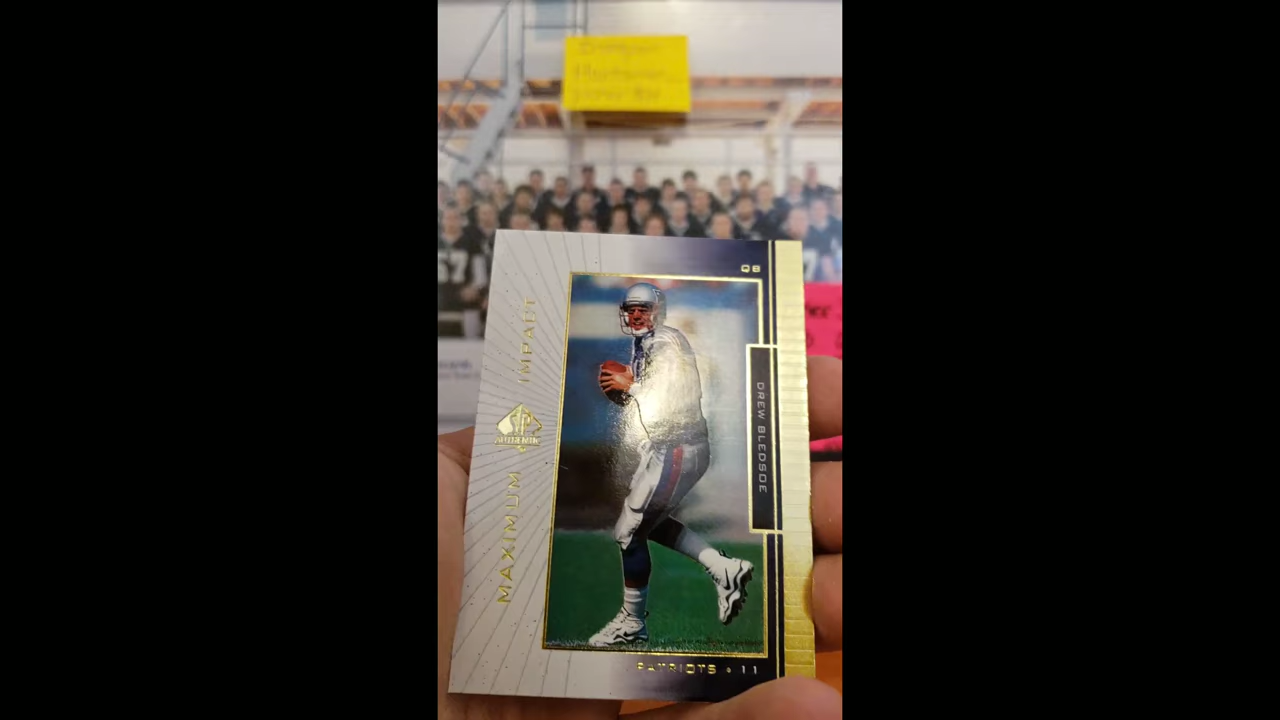 QB
MAXIMUM IMPACT
SP
AUTHENTIC
DREW BLEDSOE
PATRIOTS • 11